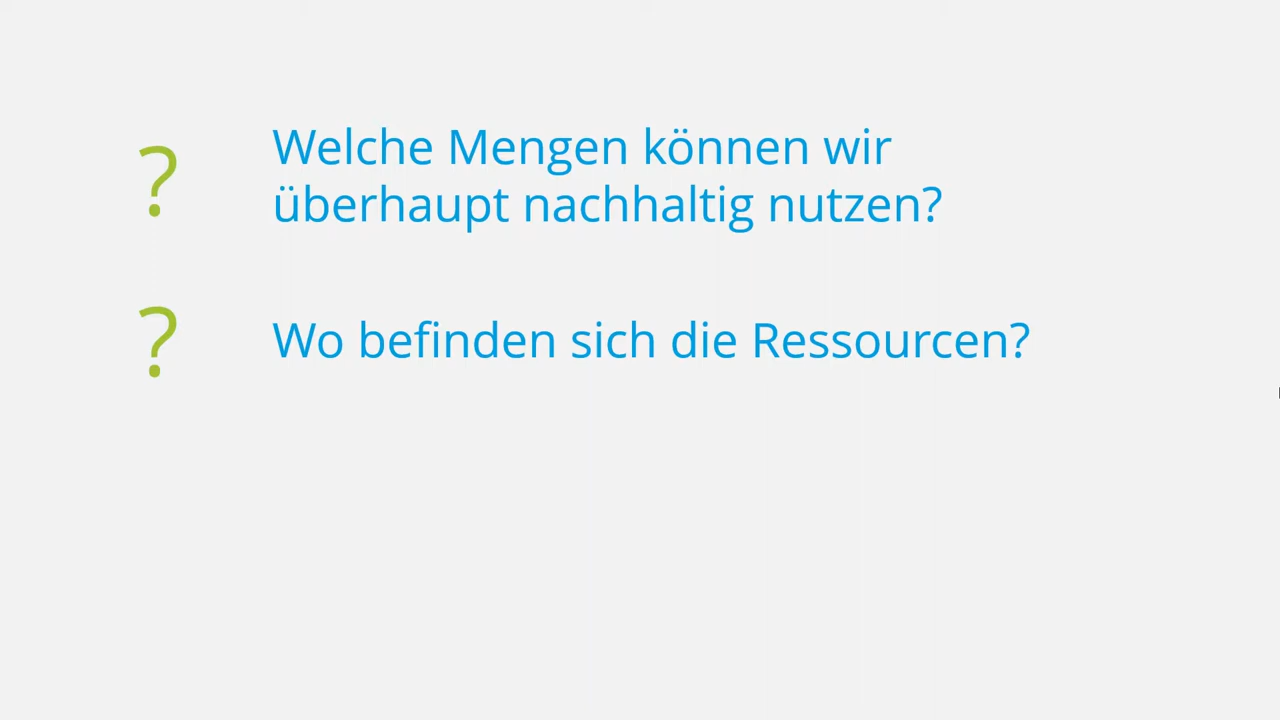 ? Welche Mengen können wir
überhaupt nachhaltig nutzen?
? Wo befinden sich die Ressourcen?